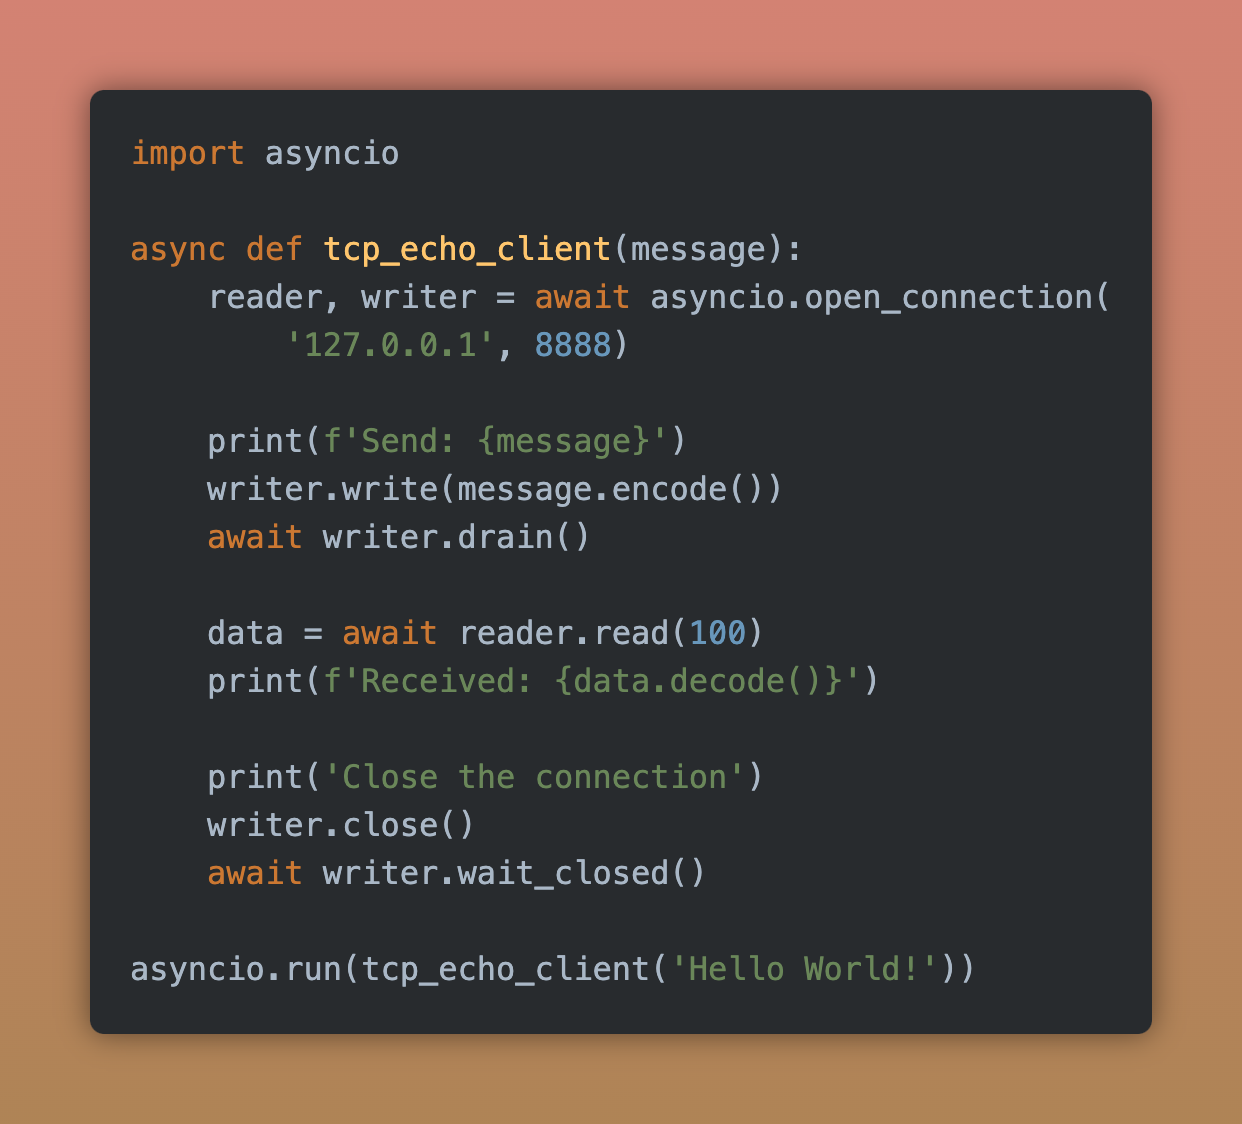 import asyncio

async def tcp_echo_client(message):
    reader, writer = await asyncio.open_connection(
        '127.0.0.1', 8888)

    print(f'Send: {message}')
    writer.write(message.encode())
    await writer.drain()

    data = await reader.read(100)
    print(f'Received: {data.decode()}')

    print('Close the connection')
    writer.close()
    await writer.wait_closed()

asyncio.run(tcp_echo_client('Hello World!'))